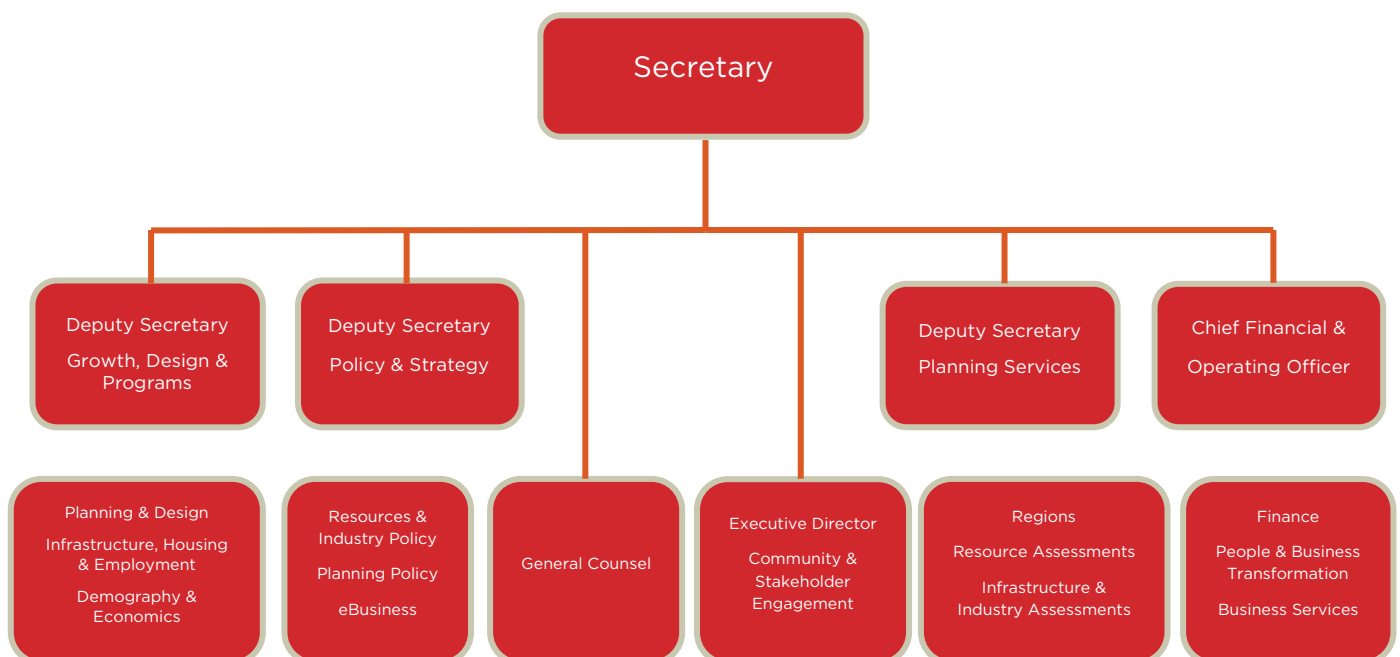 Secretary
Deputy Secretary
Growth, Design &
Programs
Deputy Secretary
Policy & Strategy
Deputy Secretary
Planning Services
Chief Financial &
Operating Officer
Planning & Design
Infrastructure, Housing
& Employment
Demography &
Economics
Resources &
Industry Policy
Planning Policy
eBusiness
General Counsel
Executive Director
Community &
Stakeholder
Engagement
Regions
Resource Assessments
Infrastructure &
Industry Assessments
Finance
People & Business
Transformation
Business Services